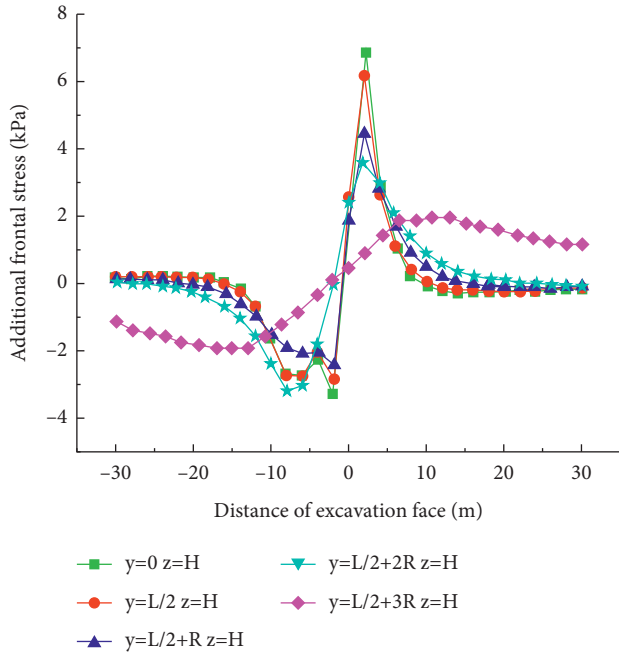 Additional frontal stress (kPa)
8
6
4
2
0
−2
−4
−30 −20 −10 0 10 20 30
Distance of excavation face (m)
y=0 z=H
y=L/2 z=H
y=L/2+R z=H
y=L/2+2R z=H
y=L/2+3R z=H